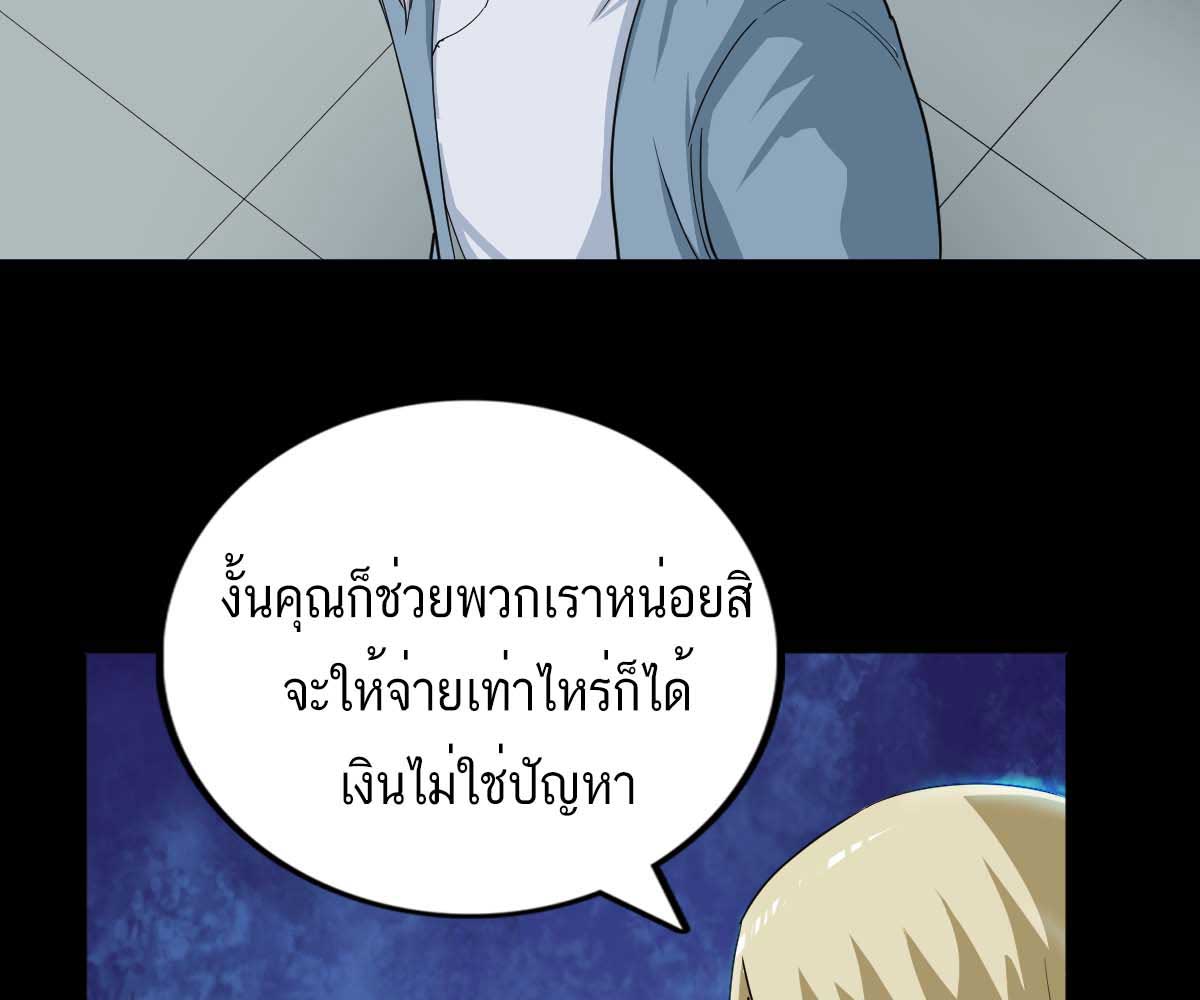 งั้นคุณก็ช่วยพวกเราหน่อยสิ
จะให้จ่ายเท่าไหร่ก็ได้
เงินไม่ใช่ปัญหา